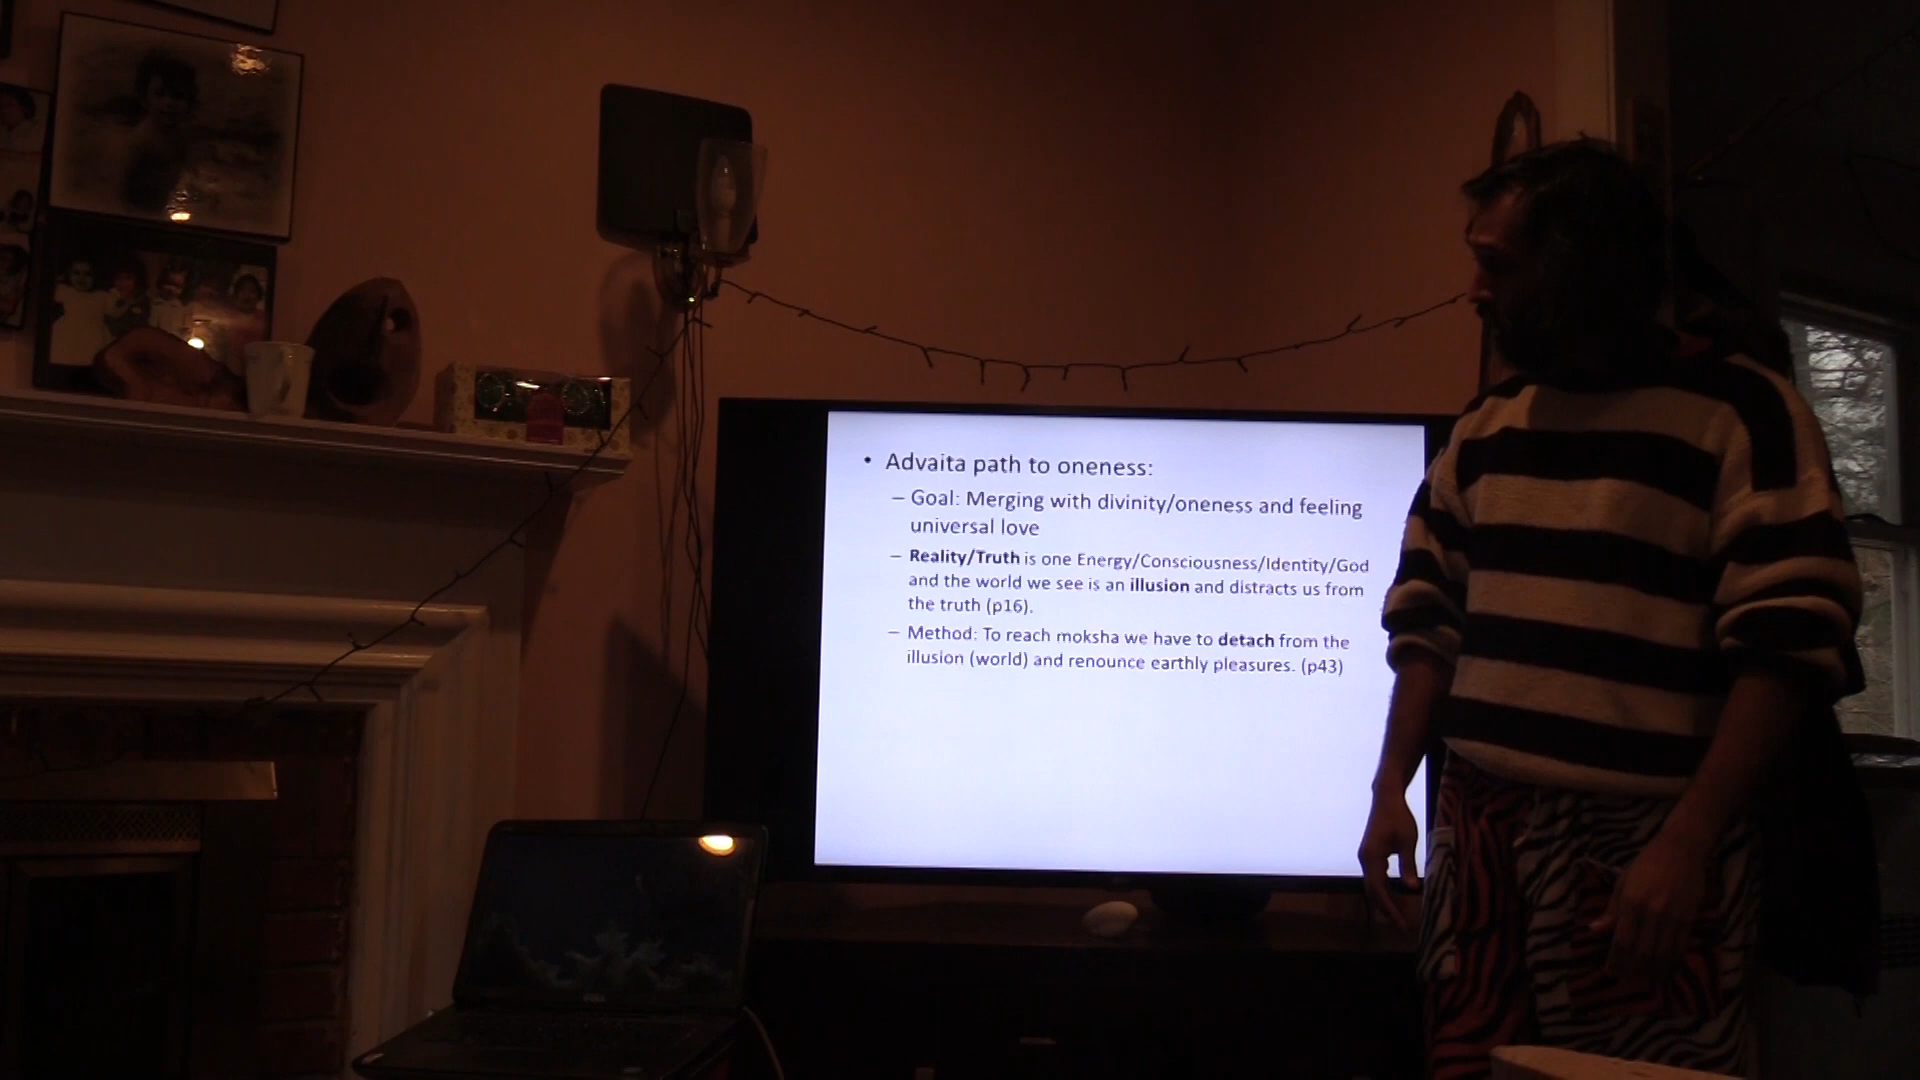 • Advaita path to oneness:
– Goal: Merging with divinity/oneness and feeling
universal love
– Reality/Truth is one Energy/Consciousness/Identity/God
and the world we see is an illusion and distracts us from
the truth (p16).
– Method: To reach moksha we have to detach from the
illusion (world) and renounce earthly pleasures. (p43)
DELL